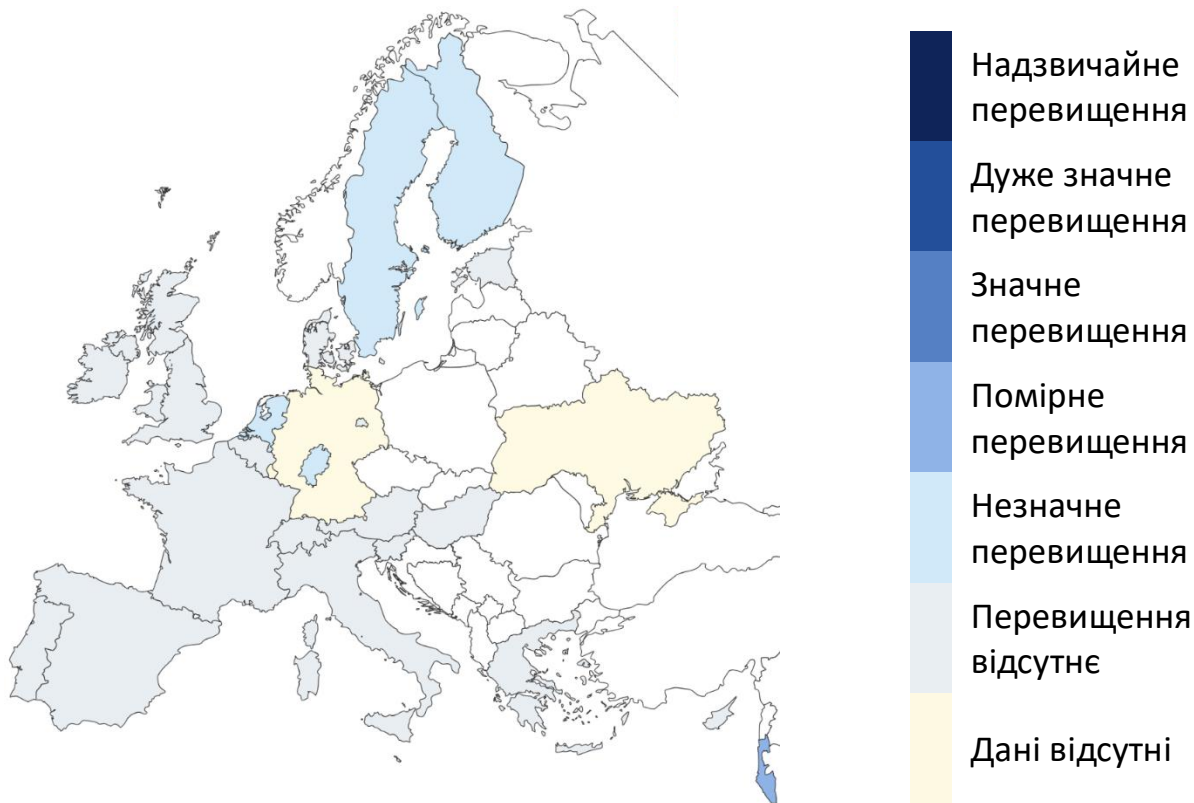 Надзвичайне
перевищення
Дуже значне
перевищення
Значне
перевищення
Помірне
перевищення
Незначне
перевищення
Перевищення
відсутнє
Дані відсутні